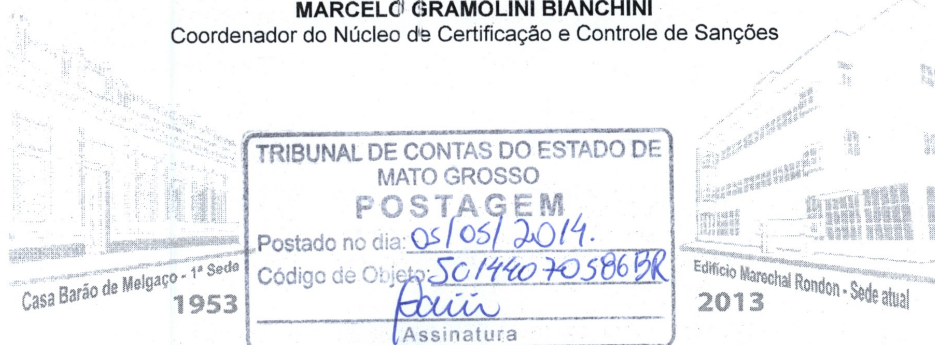 MARCELO GRAMOLINI BIANCHINI
Coordenador do Núcleo de Certificação e Controle de Sanções
TRIBUNAL DE CONTAS DO ESTADO DE
MATO GROSSO
POSTAGEM
Postado no dia: 05/05/2014.
Código de Objeto: SC144070586BR
Assinatura
Casa Barão de Melgaço - 1ª Sede
1953
Edifício Marechal Rondon - Sede atual
2013